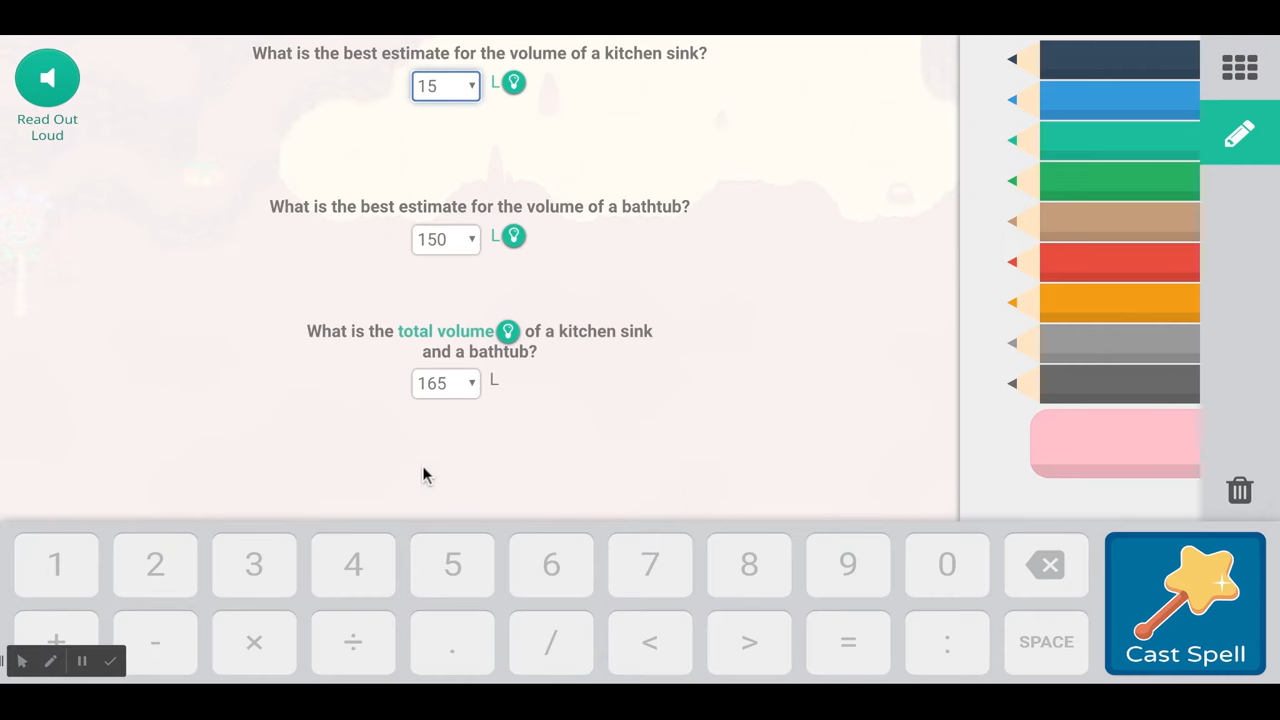 What is the best estimate for the volume of a kitchen sink?
15 L
Read Out
Loud
What is the best estimate for the volume of a bathtub?
150 L
What is the total volume of a kitchen sink
and a bathtub?
165 L
1 2 3 4 5 6 7 8 9 0
+ - × ÷ . / < > = : SPACE
Cast Spell